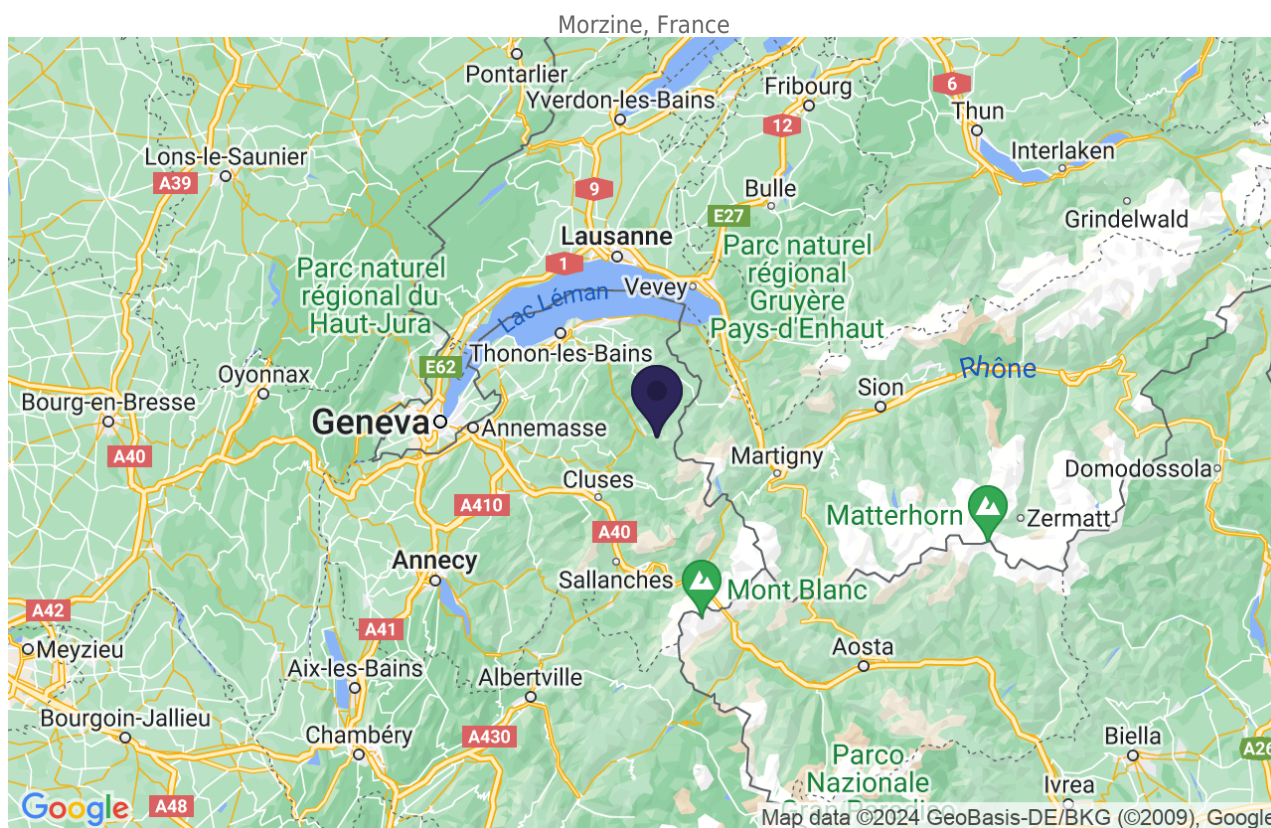 Morzine, France
Pontarlier
Yverdon-les-Bains
Fribourg
6
Thun
12
Interlaken
Lons-le-Saunier
A39
9
Bulle
Grindelwald
E27
Lausanne
1
Parc naturel
régional
Gruyère
Pays-d'Enhaut
Parc naturel
régional du
Haut-Jura
Vevey
Lac Léman
Thonon-les-Bains
E62
Rhône
Oyonnax
Sion
Bourg-en-Bresse
Geneva
Annemasse
A40
Martigny
Domodossola
Cluses
A410
Matterhorn
Zermatt
A40
Annecy
Sallanches
Mont Blanc
A42
A41
Meyzieu
Aosta
Aix-les-Bains
Albertville
Bourgoin-Jallieu
Chambéry
A430
Biella
A26
Parco
Nazionale
Gran Paradiso
Ivrea
Google
A48
Map data ©2024 GeoBasis-DE/BKG (©2009), Google